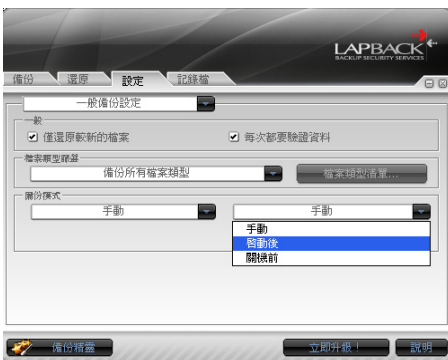 LAPBACK
BACKUP SECURITY SERVICES
備份 還原 設定 記錄檔
一般備份設定
一般
僅還原較新的檔案 每次都要驗證資料
檔案類型篩選
備份所有檔案類型 檔案類型清單...
備份模式
手動 手動
手動
啟動後
關機前
備份精靈 立即升級! 說明